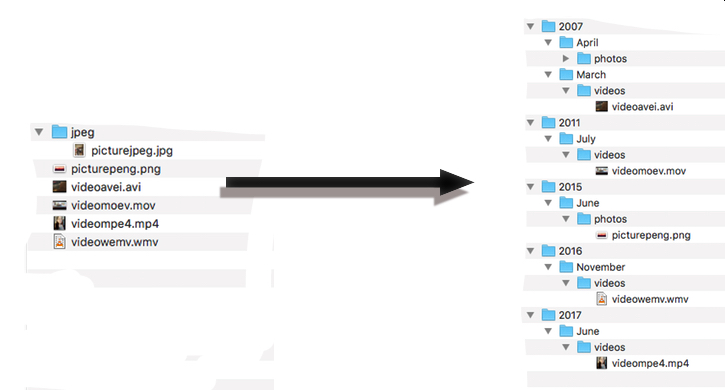 jpeg
picturejpeg.jpg
picturepeng.png
videoavei.avi
videomoev.mov
videompe4.mp4
videowemv.wmv
2007
April
photos
March
videos
videoavei.avi
2011
July
videos
videomoev.mov
2015
June
photos
picturepeng.png
2016
November
videos
videowemv.wmv
2017
June
videos
videompe4.mp4